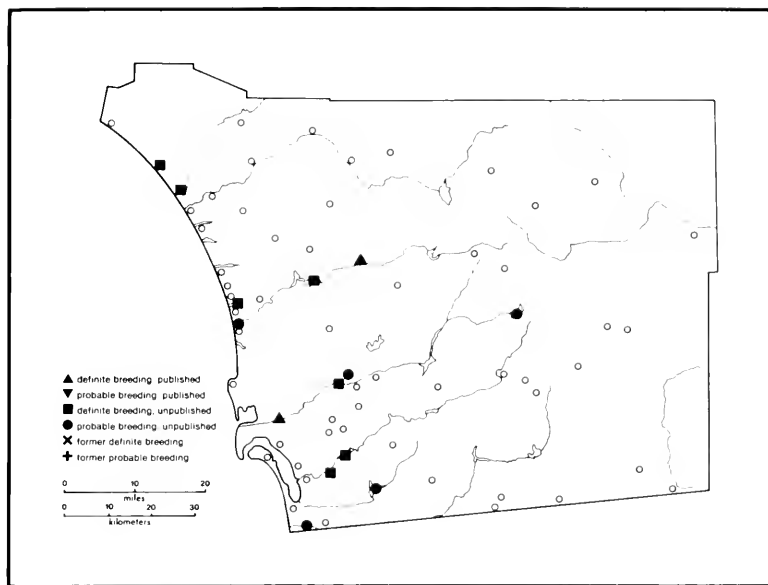 definite breeding published
probable breeding published
definite breeding, unpublished
probable breeding, unpublished
former definite breeding
former probable breeding
0 10 20
miles
0 10 20 30
kilometers